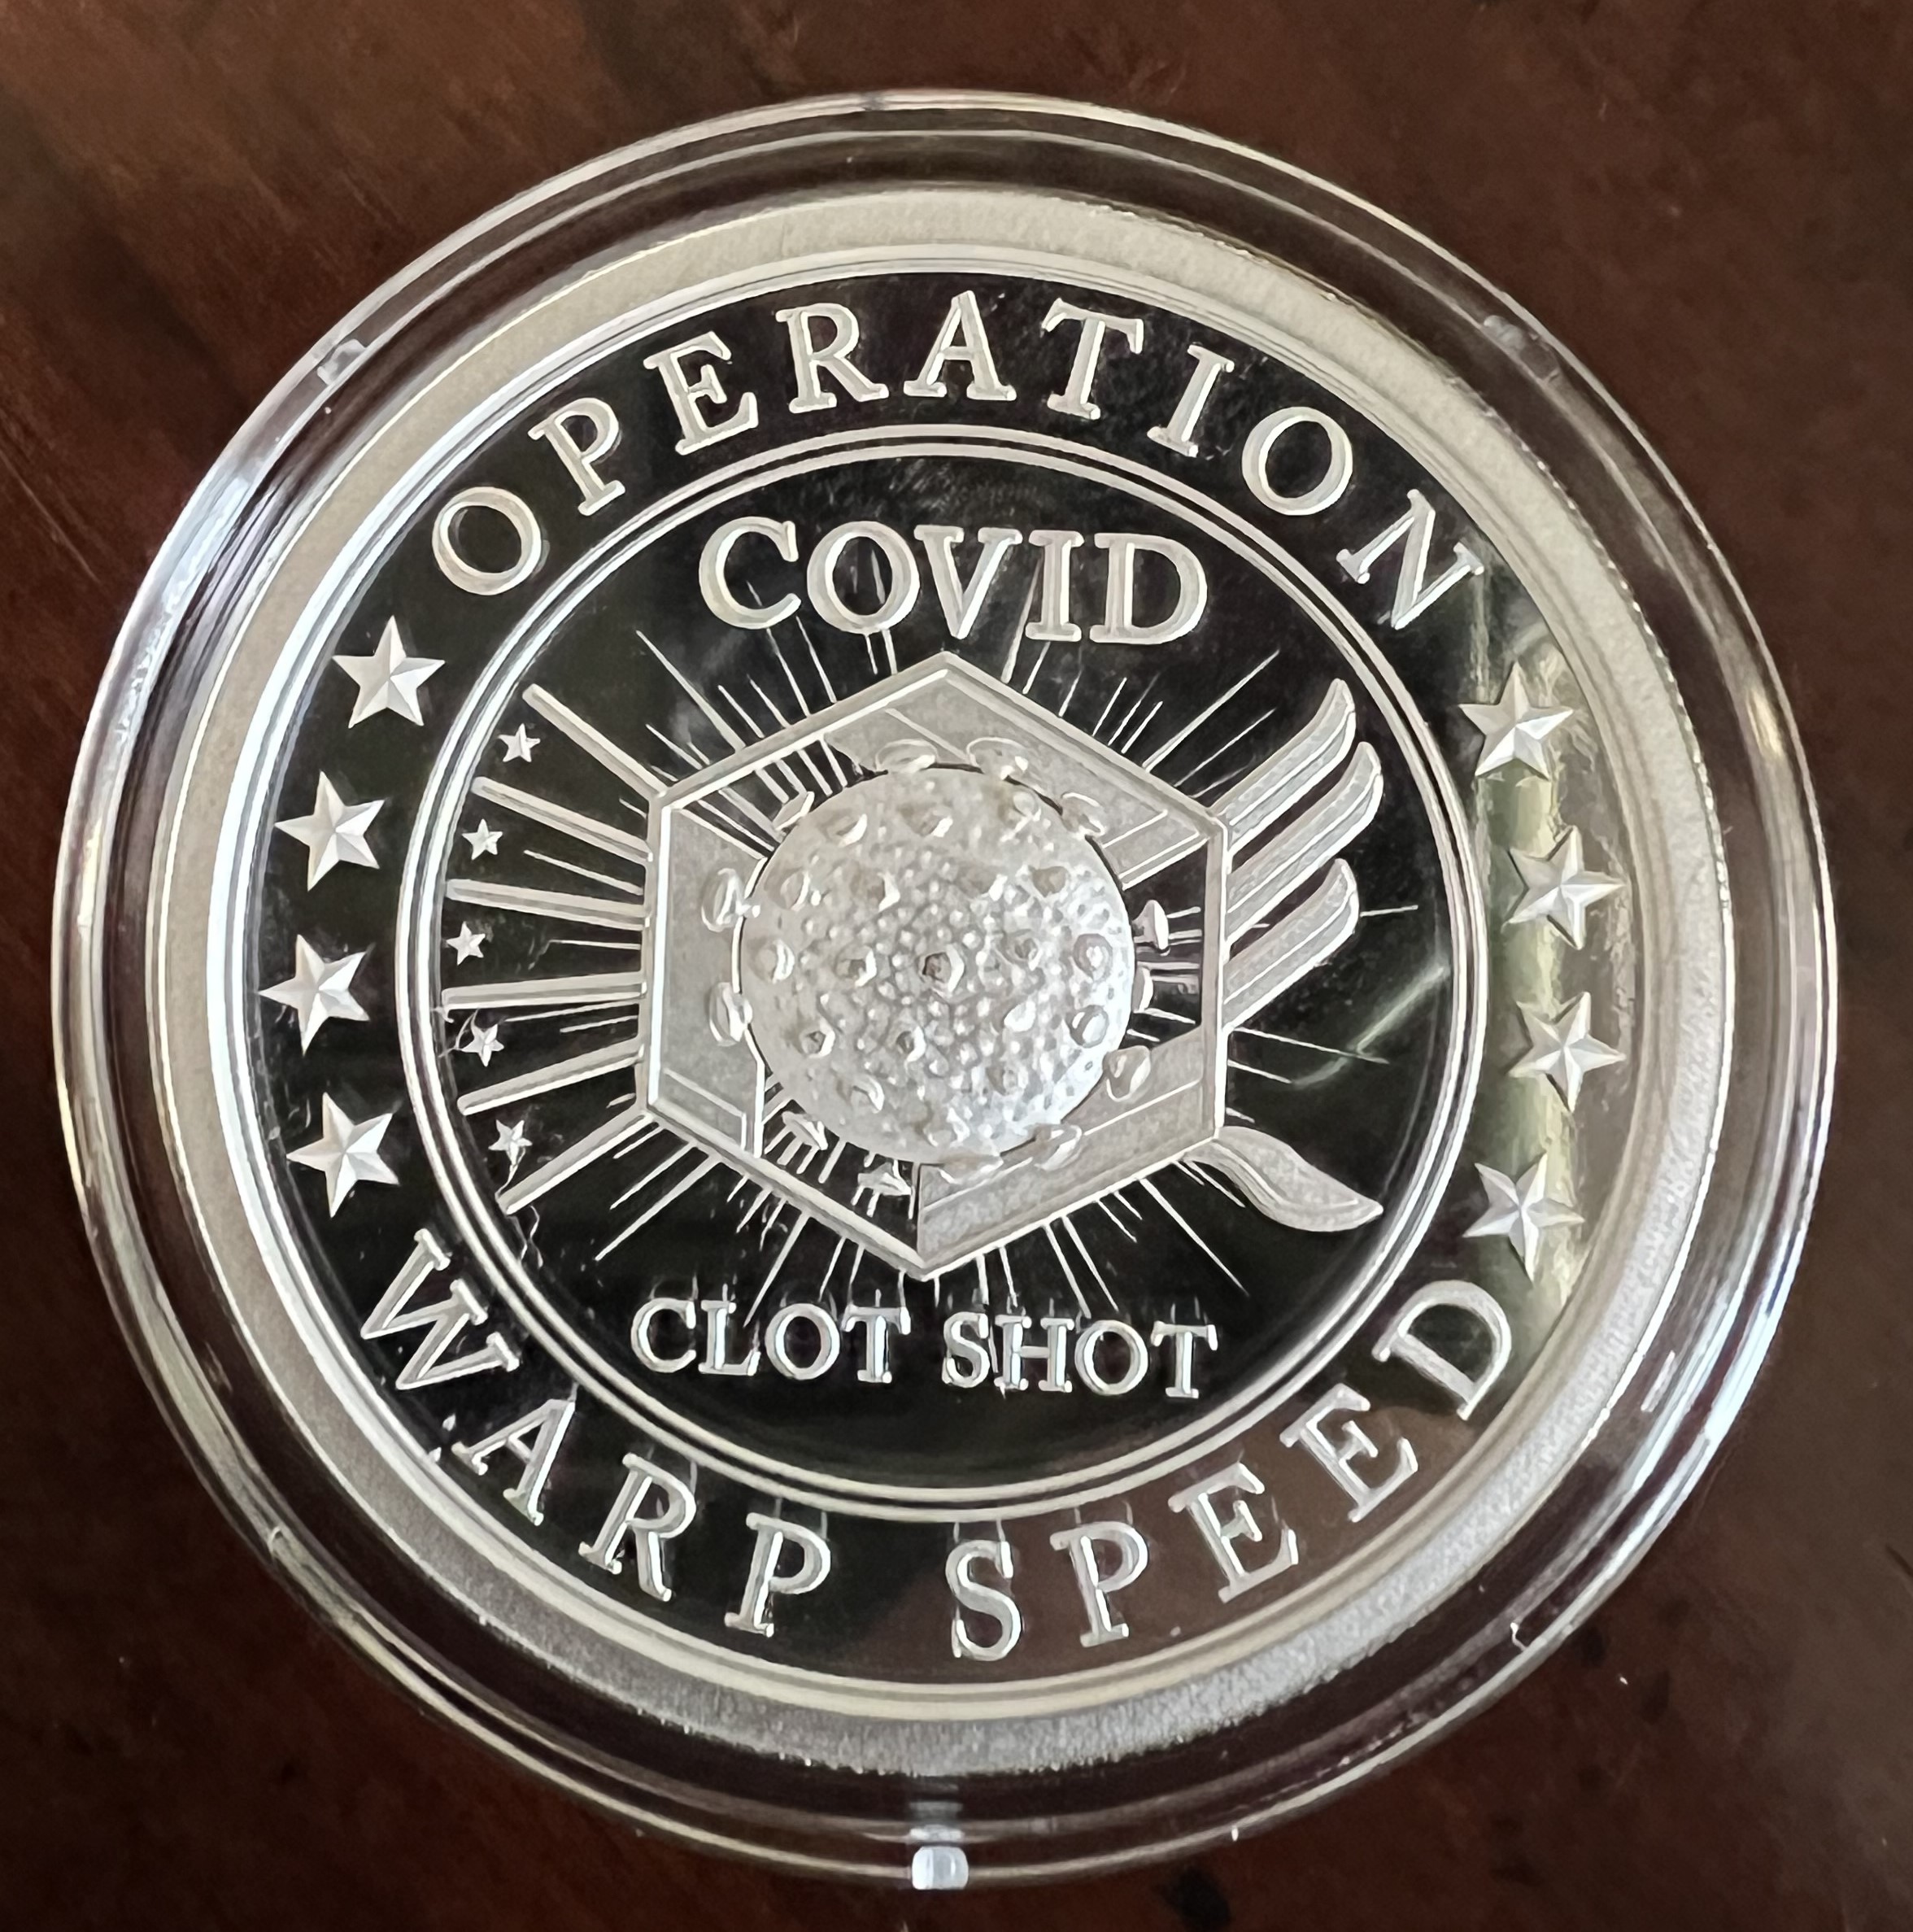 OPERATION
COVID
CLOT SHOT
WARP SPEED